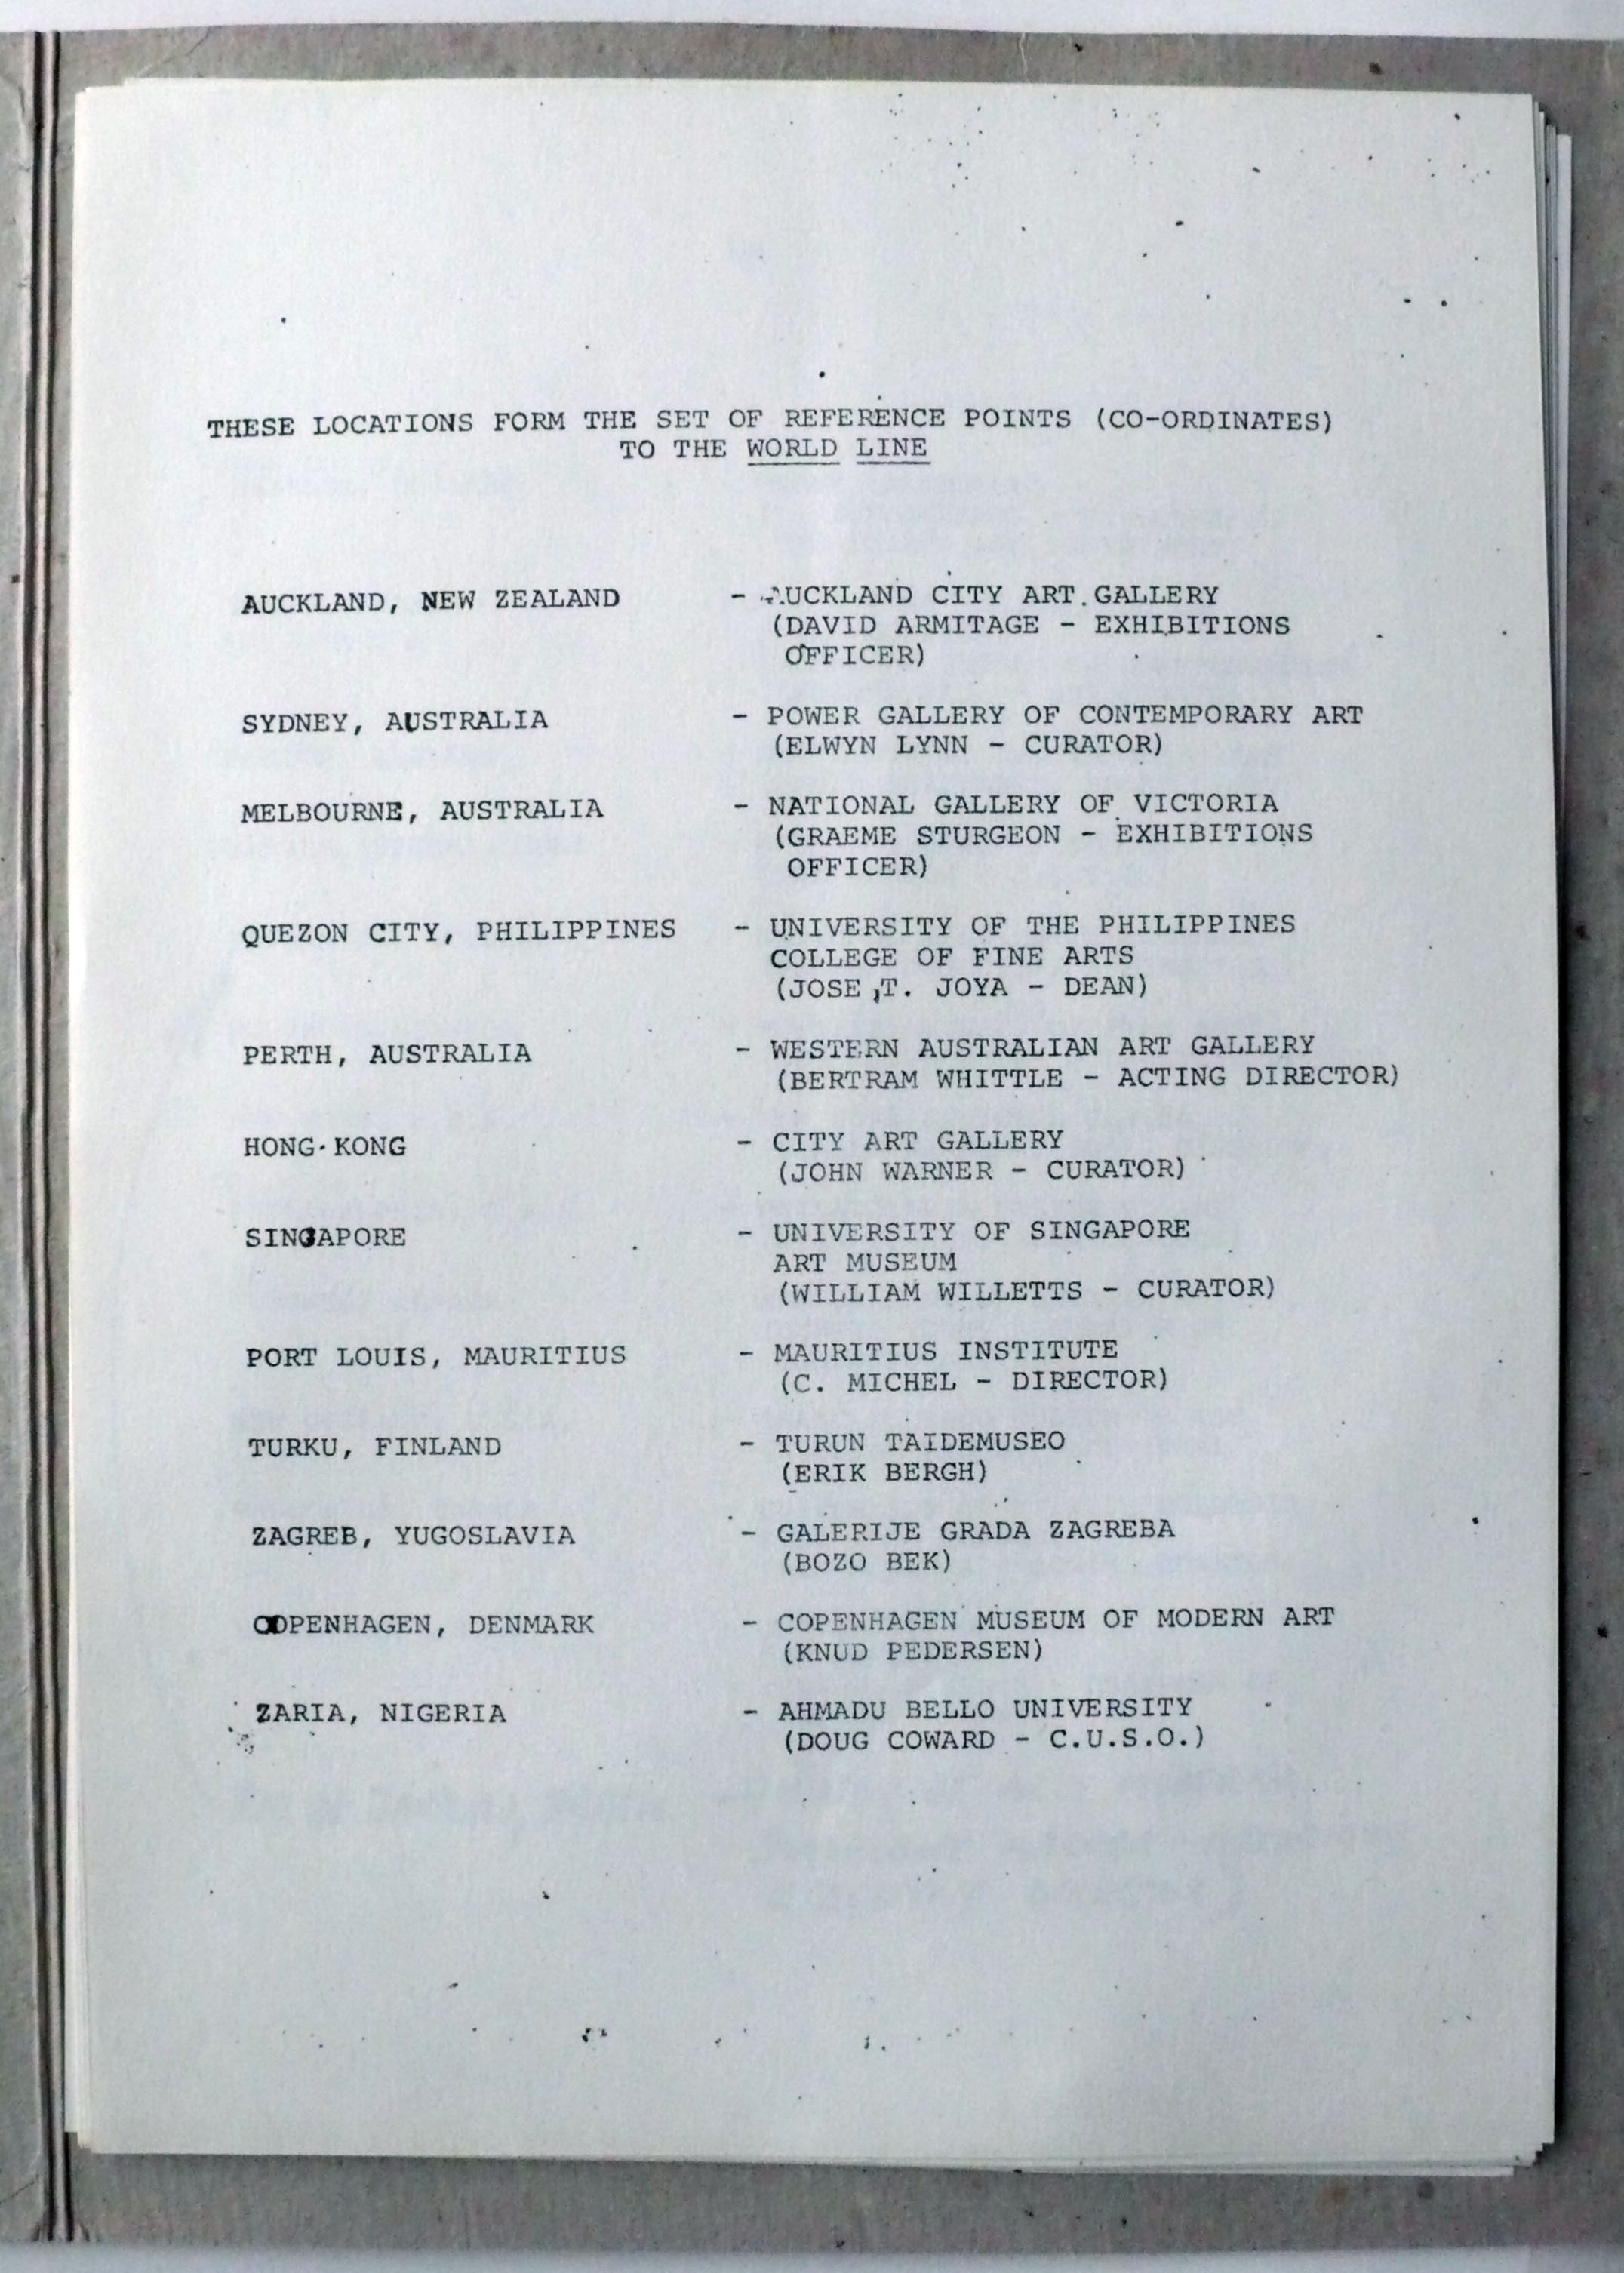 THESE LOCATIONS FORM THE SET OF REFERENCE POINTS (CO-ORDINATES)
TO THE WORLD LINE
AUCKLAND, NEW ZEALAND - AUCKLAND CITY ART GALLERY
(DAVID ARMITAGE - EXHIBITIONS
OFFICER)
SYDNEY, AUSTRALIA - POWER GALLERY OF CONTEMPORARY ART
(ELWYN LYNN - CURATOR)
MELBOURNE, AUSTRALIA - NATIONAL GALLERY OF VICTORIA
(GRAEME STURGEON - EXHIBITIONS
OFFICER)
QUEZON CITY, PHILIPPINES - UNIVERSITY OF THE PHILIPPINES
COLLEGE OF FINE ARTS
(JOSE T. JOYA - DEAN)
PERTH, AUSTRALIA - WESTERN AUSTRALIAN ART GALLERY
(BERTRAM WHITTLE - ACTING DIRECTOR)
HONG KONG - CITY ART GALLERY
(JOHN WARNER - CURATOR)
SINGAPORE - UNIVERSITY OF SINGAPORE
ART MUSEUM
(WILLIAM WILLETTS - CURATOR)
PORT LOUIS, MAURITIUS - MAURITIUS INSTITUTE
(C. MICHEL - DIRECTOR)
TURKU, FINLAND - TURUN TAIDEMUSEO
(ERIK BERGH)
ZAGREB, YUGOSLAVIA - GALERIJE GRADA ZAGREBA
(BOZO BEK)
COPENHAGEN, DENMARK - COPENHAGEN MUSEUM OF MODERN ART
(KNUD PEDERSEN)
ZARIA, NIGERIA - AHMADU BELLO UNIVERSITY
(DOUG COWARD - C.U.S.O.)